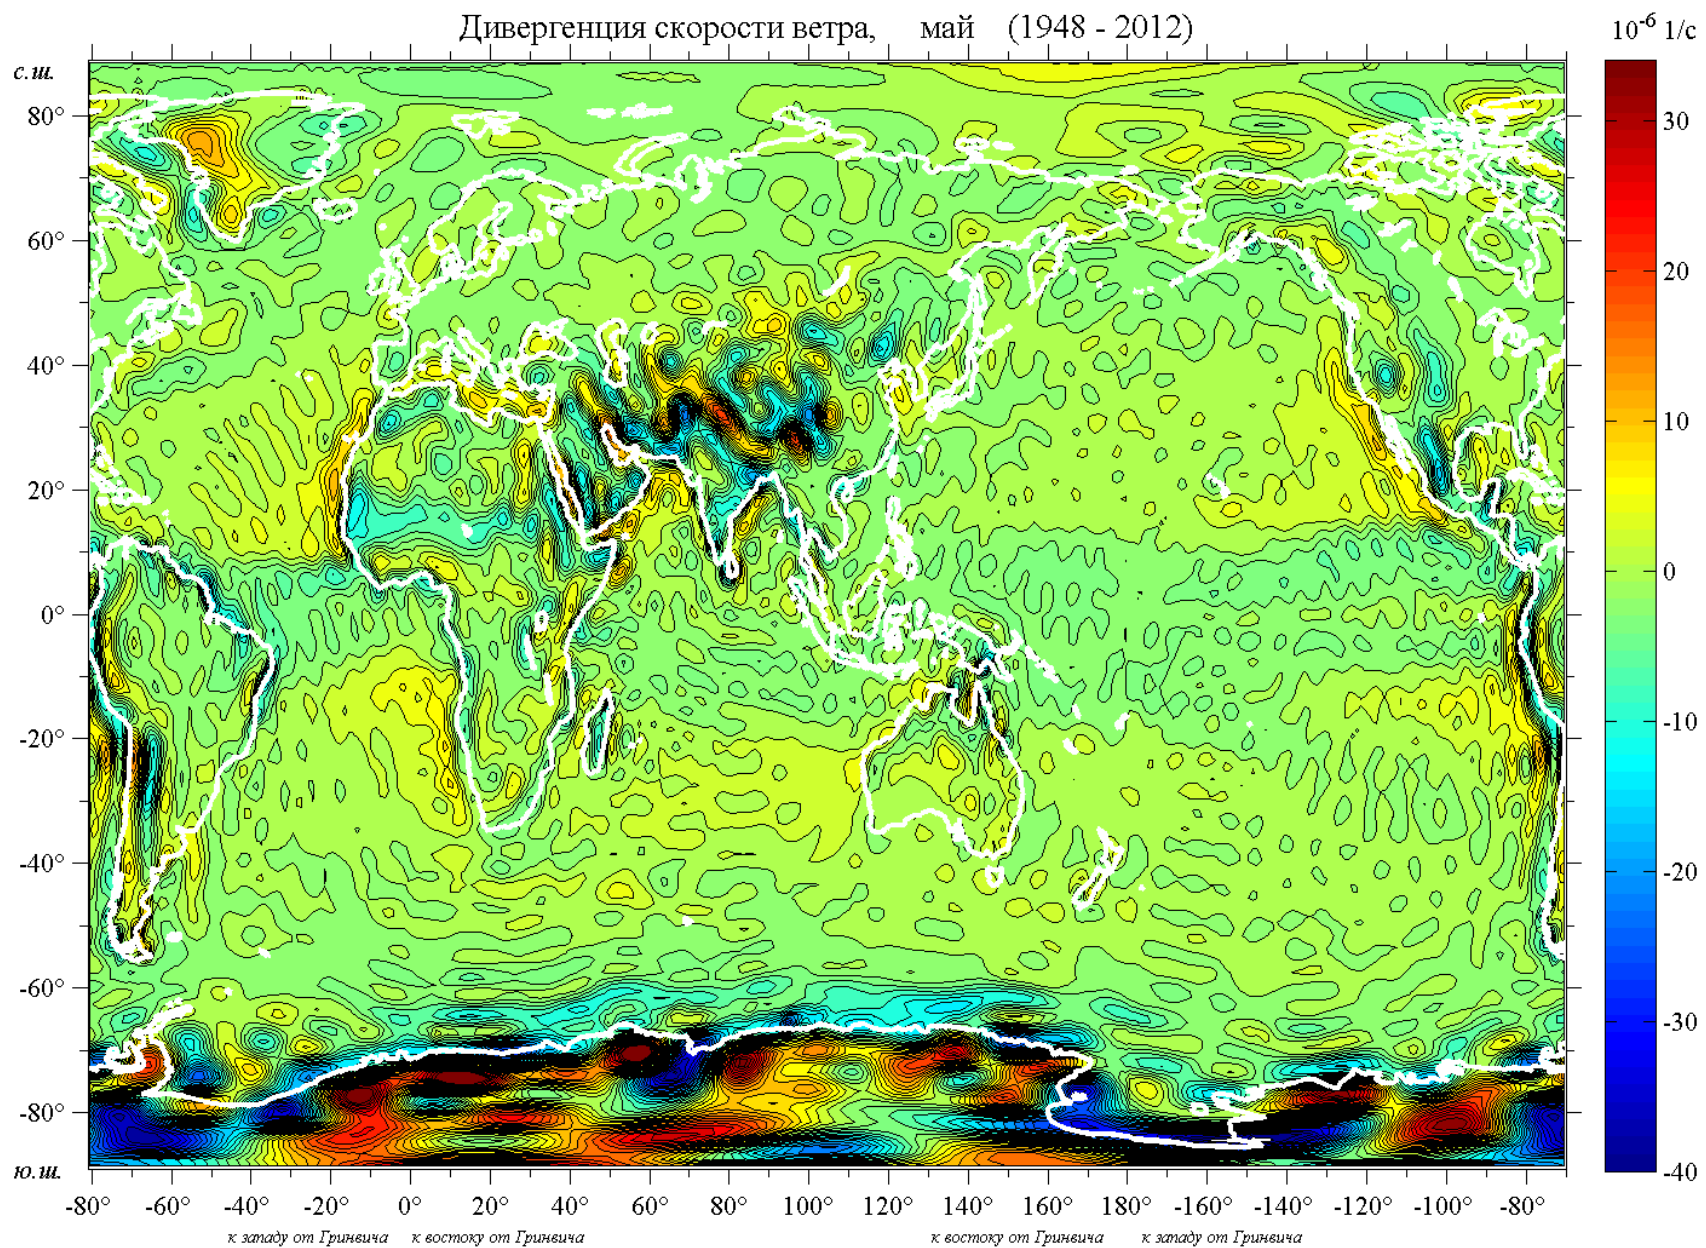 Дивергенция скорости ветра, май (1948 - 2012)
10⁻⁶ 1/с
с.ш.
80°
60°
40°
20°
0°
-20°
-40°
-60°
-80°
ю.ш.
30
20
10
0
-10
-20
-30
-40
-80° -60° -40° -20° 0° 20° 40° 60° 80° 100° 120° 140° 160° 180° -160° -140° -120° -100° -80°
к западу от Гринвича к востоку от Гринвича к востоку от Гринвича к западу от Гринвича